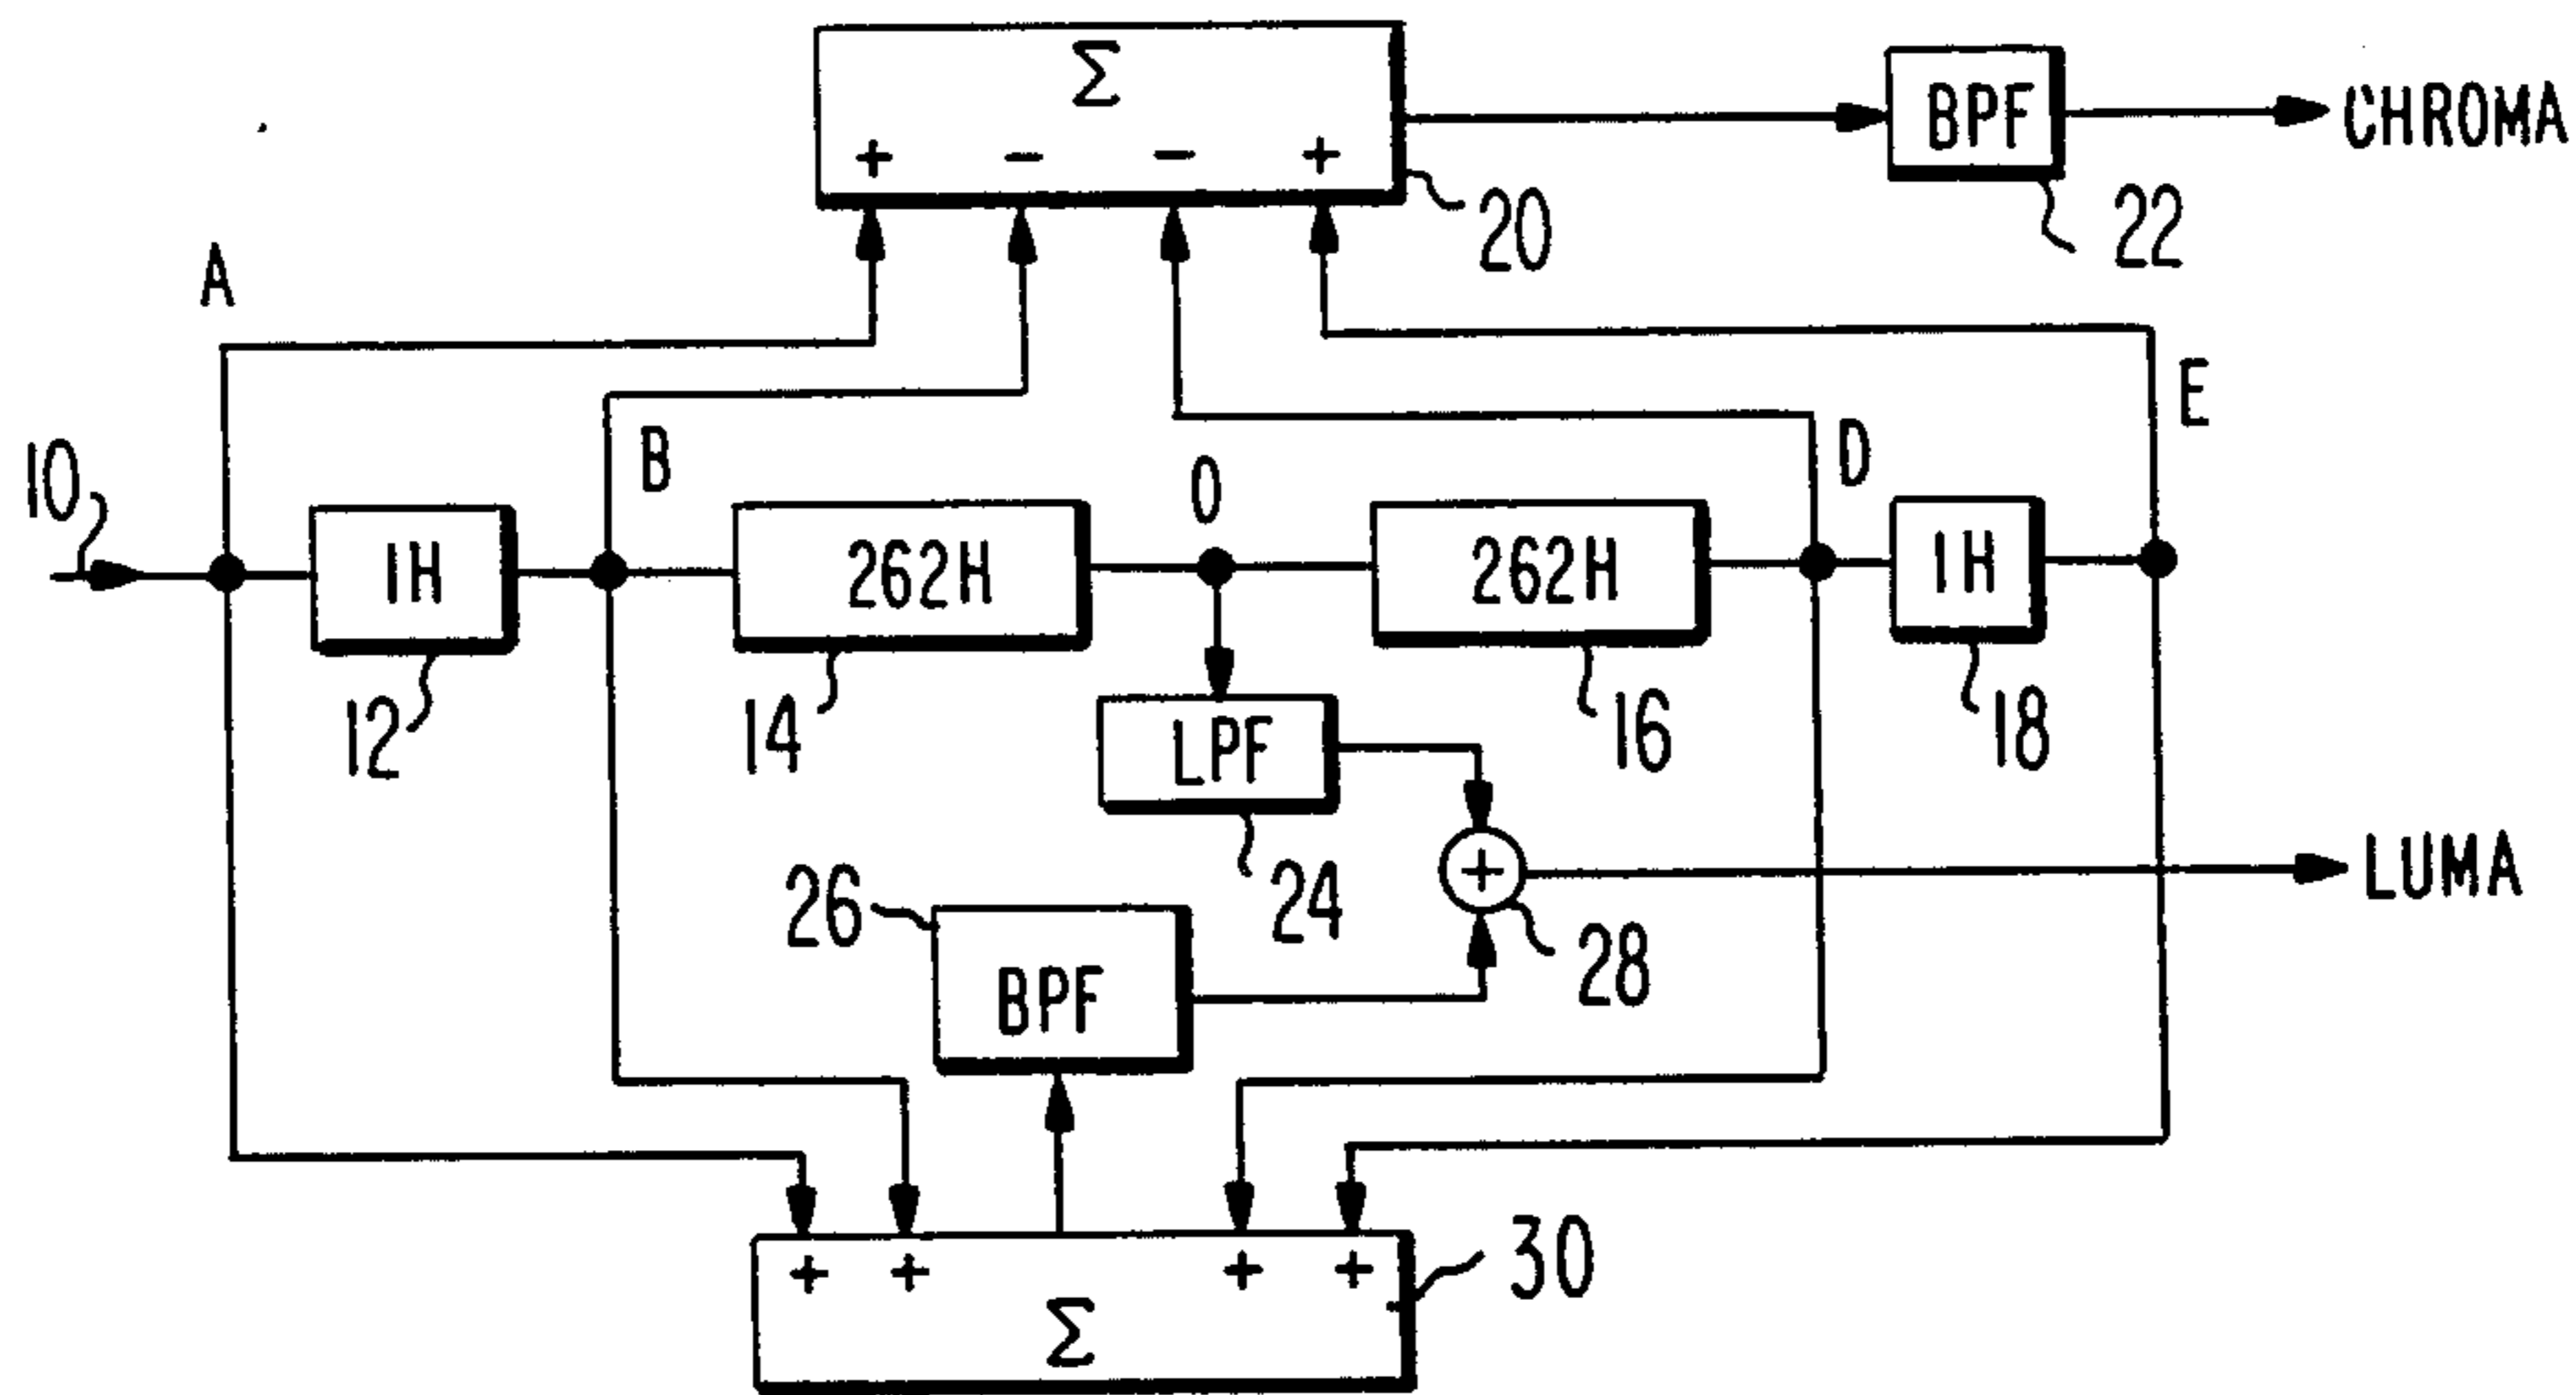 Σ
+ − − +
20
BPF
22
CHROMA
A
B
O
D
E
10
1H
12
262H
14
262H
16
1H
18
LPF
24
26
BPF
+
28
LUMA
+ + + +
Σ
30